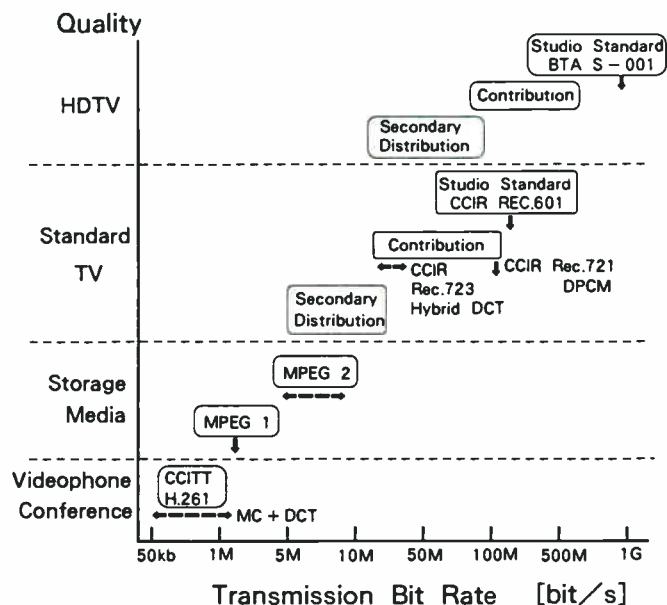 Quality
Studio Standard
BTA S-001
HDTV
Contribution
Secondary
Distribution
Studio Standard
CCIR REC.601
Standard
TV
Contribution
CCIR
Rec.723
Hybrid DCT
CCIR Rec.721
DPCM
Secondary
Distribution
Storage
Media
MPEG 2
MPEG 1
Videophone
Conference
CCITT
H.261
MC + DCT
50kb 1M 5M 10M 50M 100M 500M 1G
Transmission Bit Rate [bit/s]